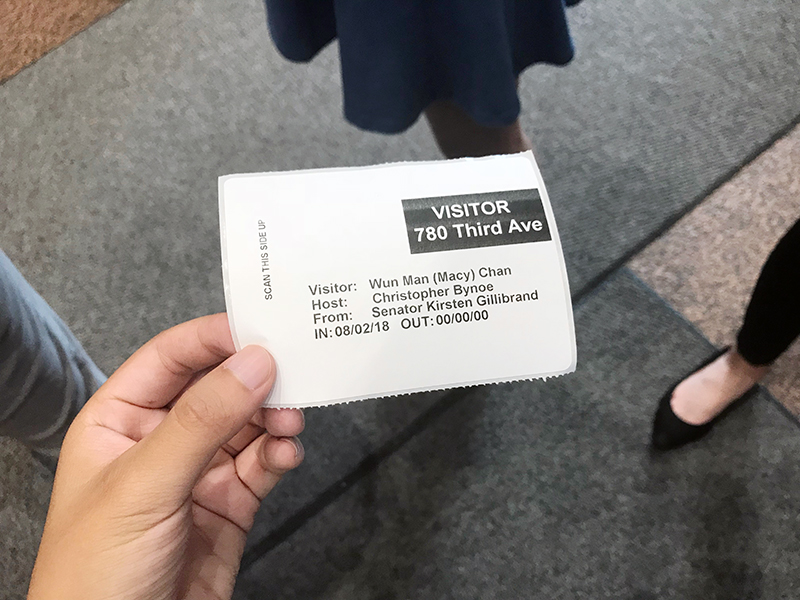 SCAN THIS SIDE UP
VISITOR
780 Third Ave
Visitor: Wun Man (Macy) Chan
Host: Christopher Bynoe
From: Senator Kirsten Gillibrand
IN:08/02/18 OUT:00/00/00